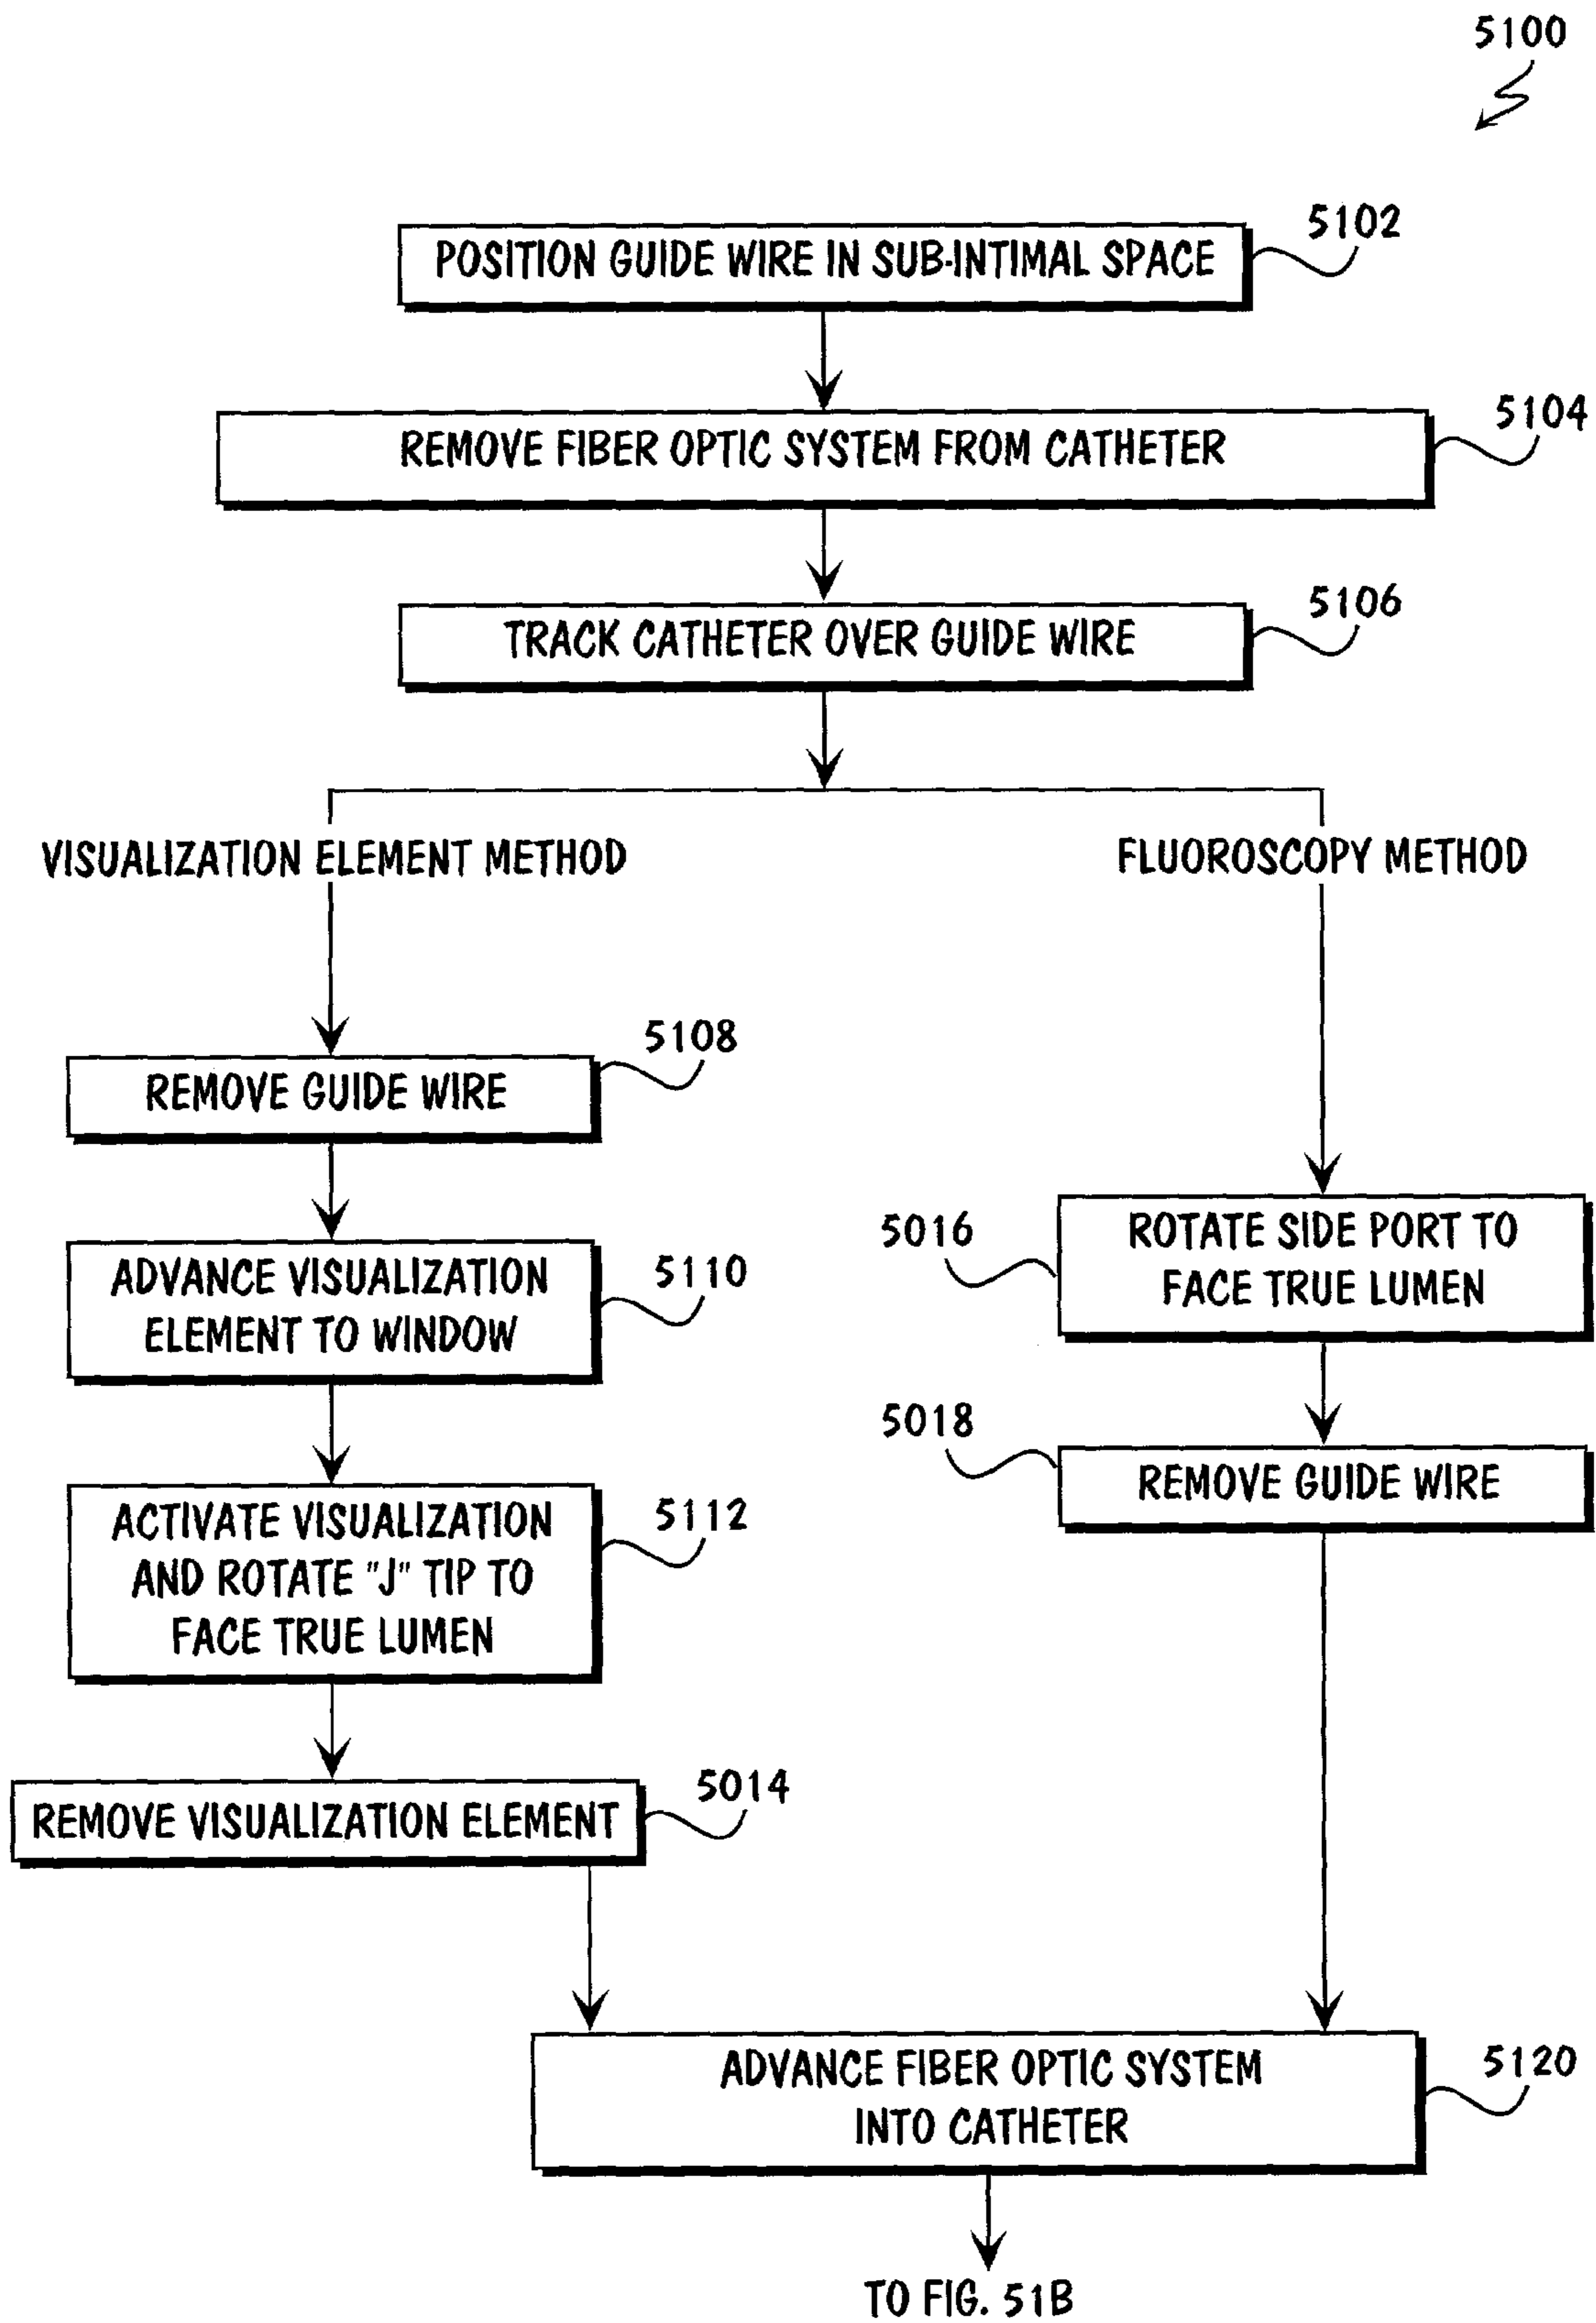 5100
POSITION GUIDE WIRE IN SUB-INTIMAL SPACE
5102
REMOVE FIBER OPTIC SYSTEM FROM CATHETER
5104
TRACK CATHETER OVER GUIDE WIRE
5106
VISUALIZATION ELEMENT METHOD
REMOVE GUIDE WIRE
5108
ADVANCE VISUALIZATION
ELEMENT TO WINDOW
5110
ACTIVATE VISUALIZATION
AND ROTATE "J" TIP TO
FACE TRUE LUMEN
5112
REMOVE VISUALIZATION ELEMENT
5014
FLUOROSCOPY METHOD
5016
ROTATE SIDE PORT TO
FACE TRUE LUMEN
5018
REMOVE GUIDE WIRE
ADVANCE FIBER OPTIC SYSTEM
INTO CATHETER
5120
TO FIG. 51B